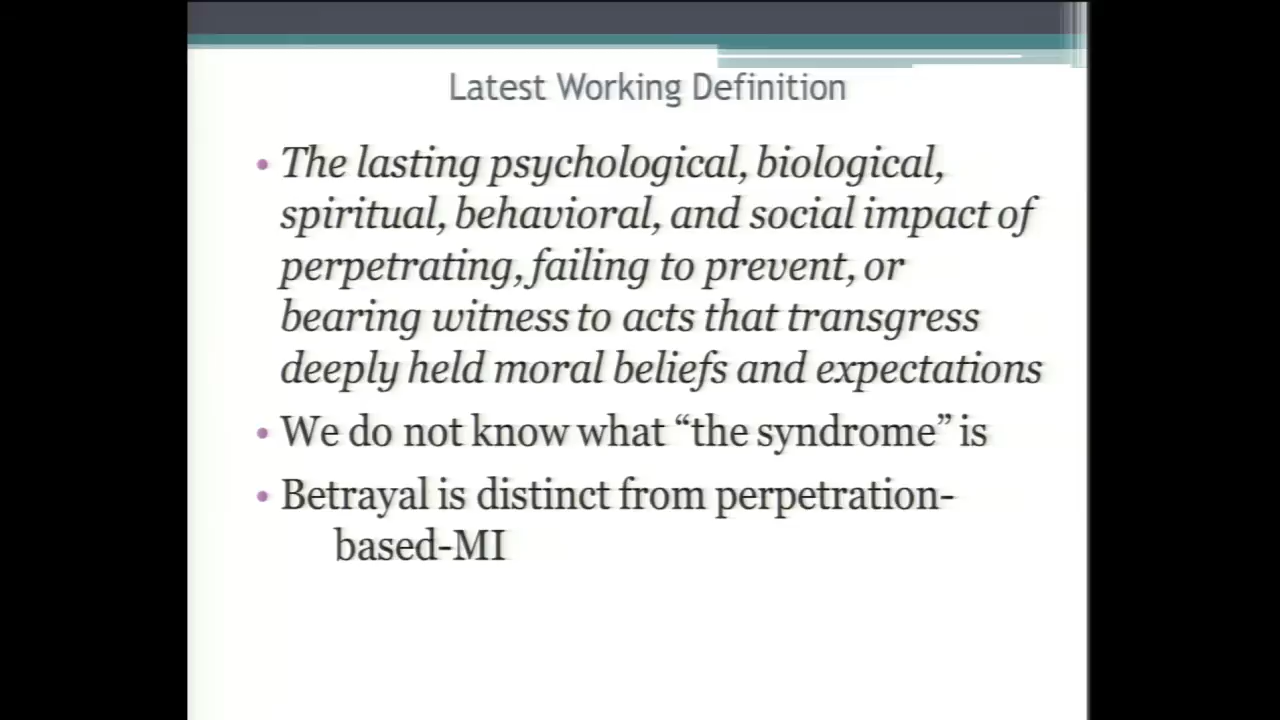 Latest Working Definition
• The lasting psychological, biological,
spiritual, behavioral, and social impact of
perpetrating, failing to prevent, or
bearing witness to acts that transgress
deeply held moral beliefs and expectations
• We do not know what “the syndrome” is
• Betrayal is distinct from perpetration-
based-MI